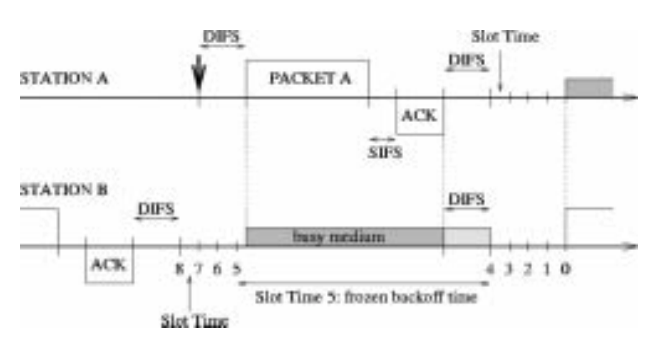 DIFS
Slot Time
DIFS
STATION A
PACKET A
ACK
SIFS
STATION B
DIFS
DIFS
busy medium
ACK
8 7 6 5
4 3 2 1 0
Slot Time 5: frozen backoff time
Slot Time